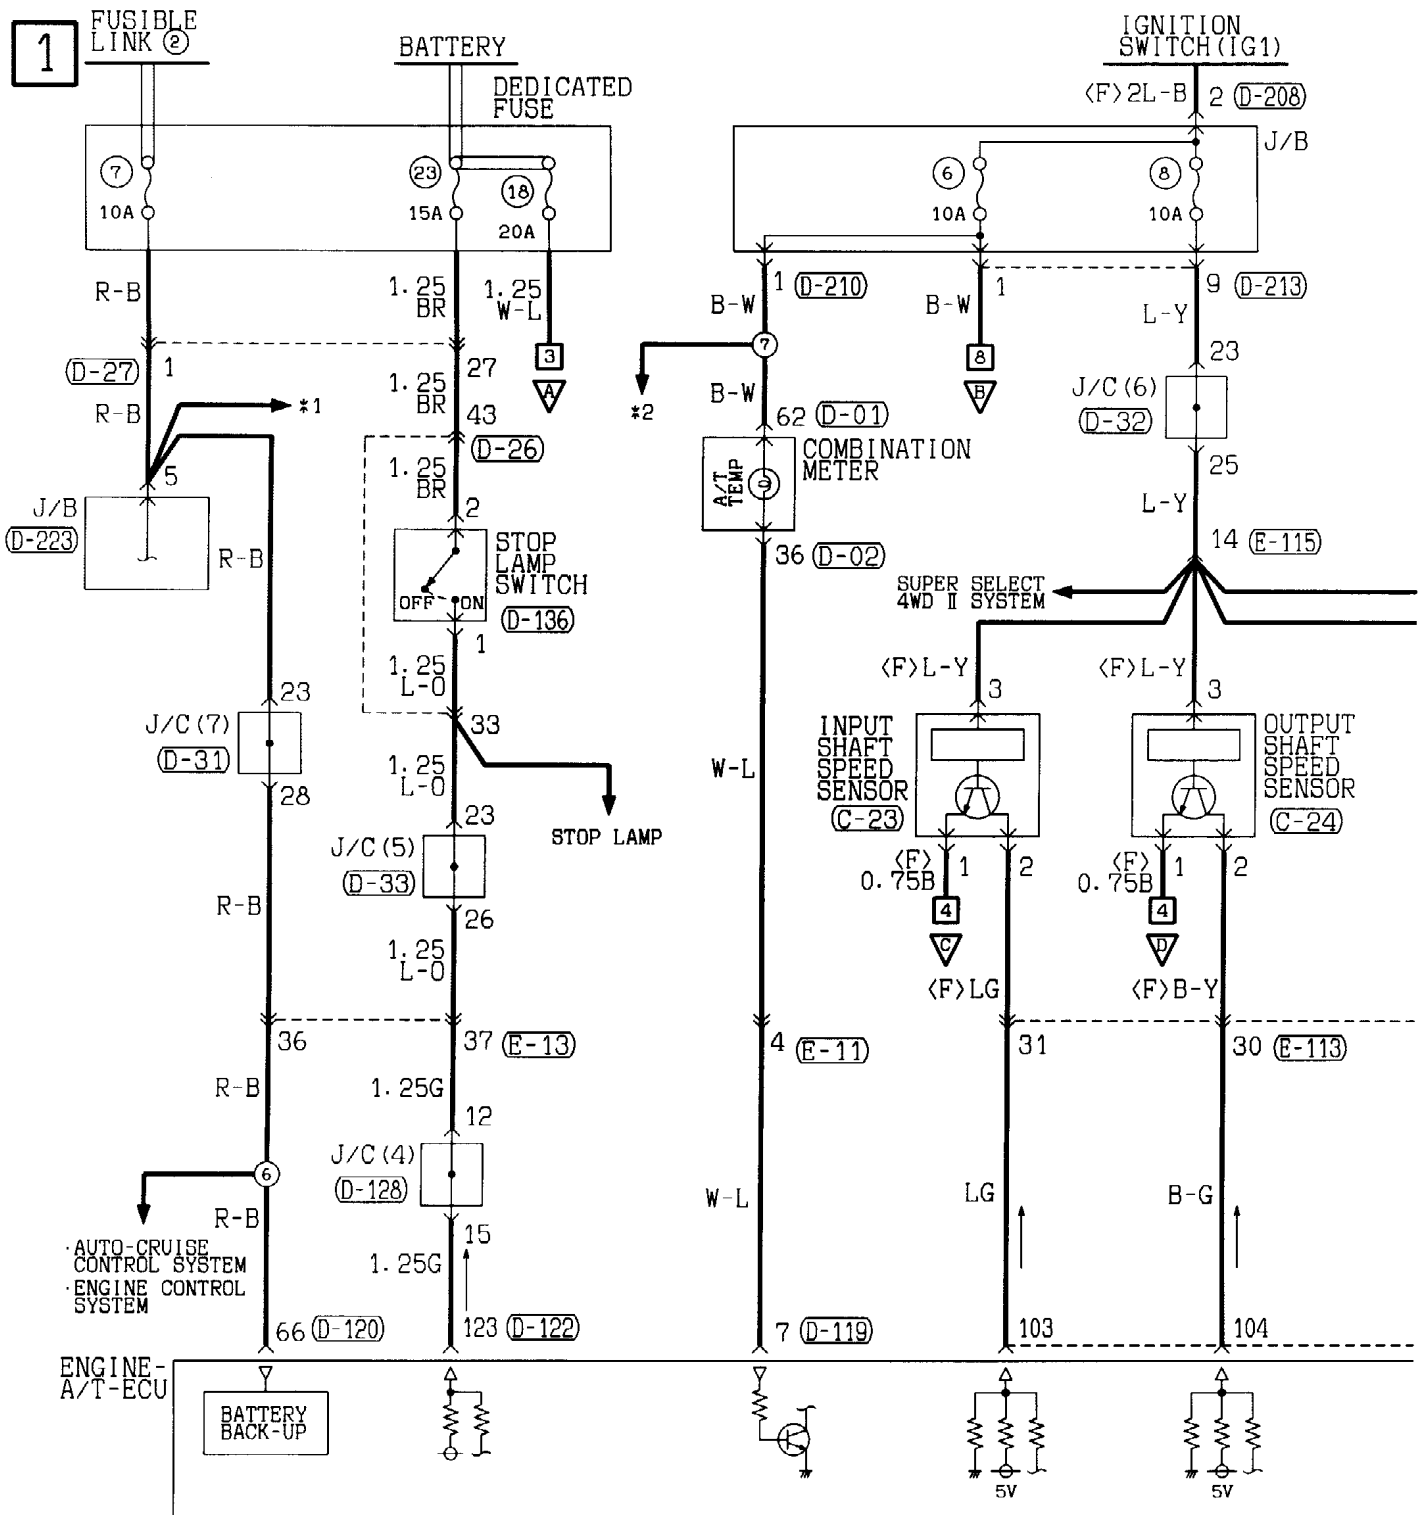 1
FUSIBLE
LINK ②
BATTERY
IGNITION
SWITCH(IG1)
DEDICATED
FUSE
<F>2L-B 2 D-208
J/B
7
10A
23
15A
18
20A
6
10A
8
10A
R-B
1.25
BR
1.25
W-L
1 D-210
B-W
1
B-W
9 D-213
L-Y
D-27 1
27
3
A
7
8
B
23
R-B
*1
1.25
BR
43
D-26
*2
B-W
62 D-01
J/C(6)
D-32
5
1.25
BR
COMBINATION
METER
A/T
TEMP
25
J/B
D-223
R-B
2
STOP
LAMP
SWITCH
OFF ON
D-136
36 D-02
L-Y
14 E-115
SUPER SELECT
4WD II SYSTEM
1
1.25
L-O
<F>L-Y
3
<F>L-Y
3
23
J/C(7)
D-31
28
33
1.25
L-O
STOP LAMP
W-L
INPUT
SHAFT
SPEED
SENSOR
C-23
OUTPUT
SHAFT
SPEED
SENSOR
C-24
23
J/C(5)
D-33
26
<F>
0.75B
1
2
4
C
<F>
0.75B
1
2
4
D
R-B
1.25
L-O
<F>LG
<F>B-Y
36
37 E-13
4 E-11
31
30 E-113
R-B
1.25G
12
J/C(4)
D-128
6
R-B
15
1.25G
W-L
LG
B-G
·AUTO-CRUISE
CONTROL SYSTEM
·ENGINE CONTROL
SYSTEM
66 D-120
123 D-122
7 D-119
103
104
ENGINE-
A/T-ECU
BATTERY
BACK-UP
5V
5V